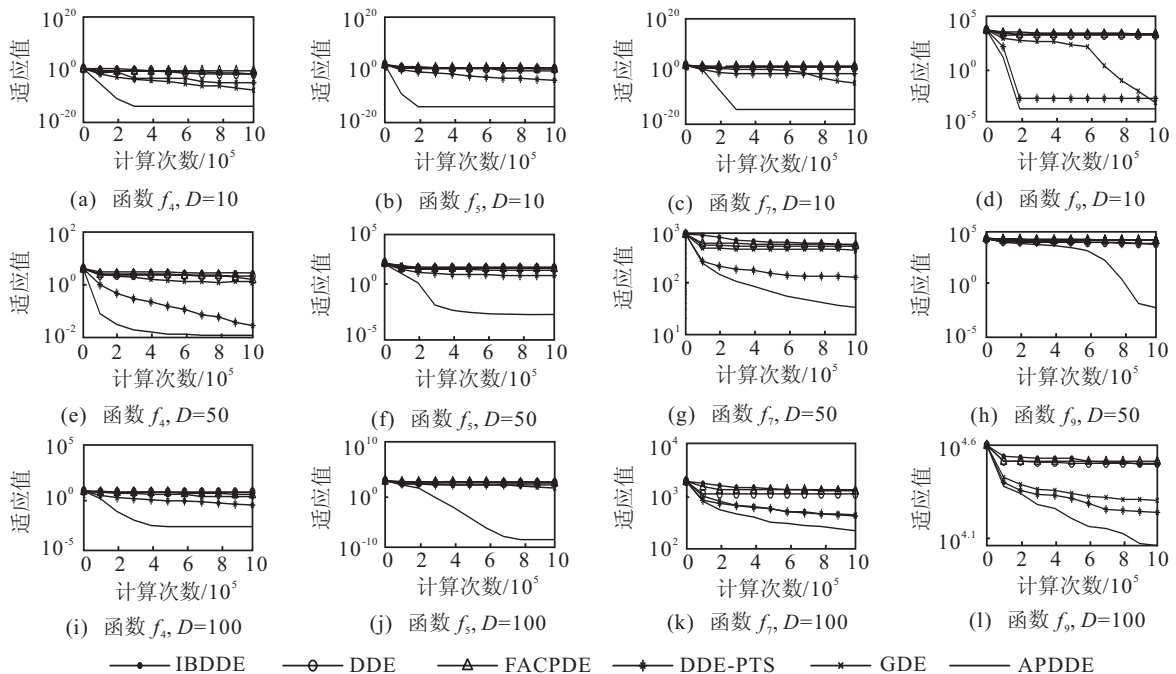 适应值
10^20
10^0
10^-20
0 2 4 6 8 10
计算次数/10^5
(a) 函数 f_4, D=10
适应值
10^20
10^0
10^-20
0 2 4 6 8 10
计算次数/10^5
(b) 函数 f_5, D=10
适应值
10^20
10^0
10^-20
0 2 4 6 8 10
计算次数/10^5
(c) 函数 f_7, D=10
适应值
10^5
10^0
10^-5
0 2 4 6 8 10
计算次数/10^5
(d) 函数 f_9, D=10
适应值
10^2
10^0
10^-2
0 2 4 6 8 10
计算次数/10^5
(e) 函数 f_4, D=50
适应值
10^5
10^0
10^-5
0 2 4 6 8 10
计算次数/10^5
(f) 函数 f_5, D=50
适应值
10^3
10^2
10^1
0 2 4 6 8 10
计算次数/10^5
(g) 函数 f_7, D=50
适应值
10^5
10^0
10^-5
0 2 4 6 8 10
计算次数/10^5
(h) 函数 f_9, D=50
适应值
10^5
10^0
10^-5
0 2 4 6 8 10
计算次数/10^5
(i) 函数 f_4, D=100
适应值
10^10
10^0
10^-10
0 2 4 6 8 10
计算次数/10^5
(j) 函数 f_5, D=100
适应值
10^4
10^3
10^2
0 2 4 6 8 10
计算次数/10^5
(k) 函数 f_7, D=100
适应值
10^4.6
10^4.1
0 2 4 6 8 10
计算次数/10^5
(l) 函数 f_9, D=100
IBDDE DDE FACPDE DDE-PTS GDE APDDE